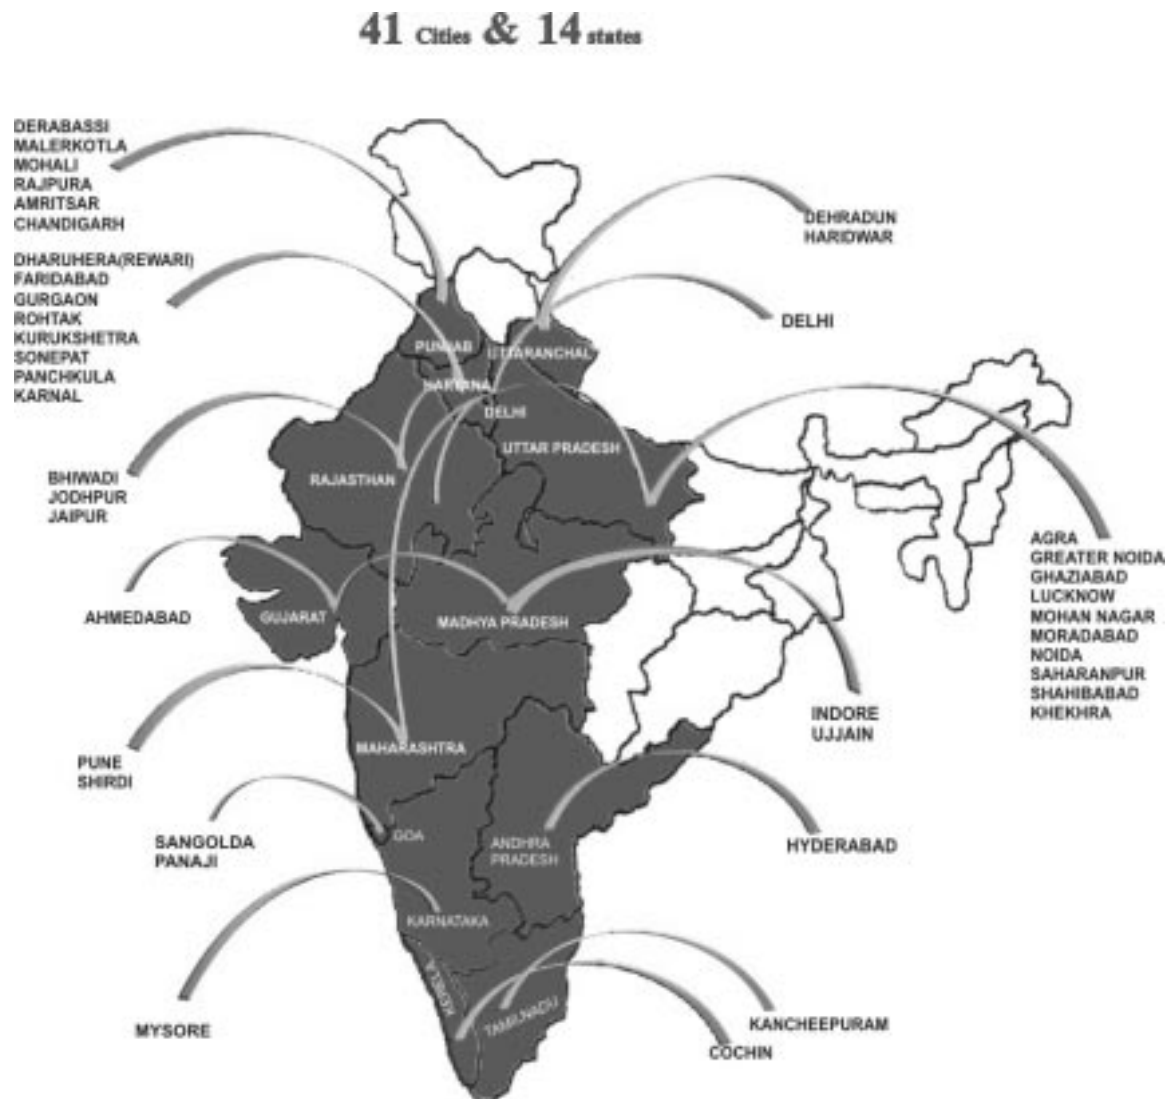 41 Cities & 14 states
DERABASSI
MALERKOTLA
MOHALI
RAJPURA
AMRITSAR
CHANDIGARH
DHARUHERA(REWARI)
FARIDABAD
GURGAON
ROHTAK
KURUKSHETRA
SONEPAT
PANCHKULA
KARNAL
BHIWADI
JODHPUR
JAIPUR
AHMEDABAD
PUNE
SHIRDI
SANGOLDA
PANAJI
MYSORE
PUNJAB
UTTARANCHAL
HARYANA
DELHI
UTTAR PRADESH
RAJASTHAN
GUJARAT
MADHYA PRADESH
MAHARASHTRA
GOA
ANDHRA
PRADESH
KARNATAKA
KERELA
TAMILNADU
DEHRADUN
HARIDWAR
DELHI
AGRA
GREATER NOIDA
GHAZIABAD
LUCKNOW
MOHAN NAGAR
MORADABAD
NOIDA
SAHARANPUR
SHAHIBABAD
KHEKHRA
INDORE
UJJAIN
HYDERABAD
KANCHEEPURAM
COCHIN